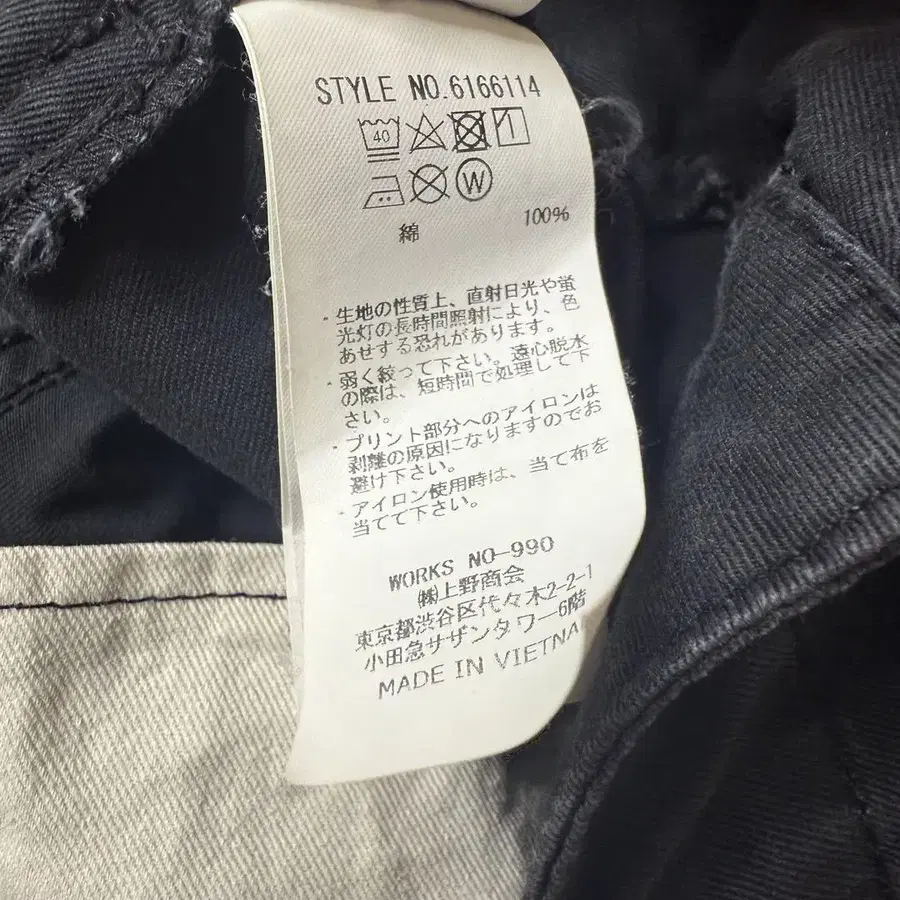 STYLE NO.6166114
40
W
綿 100%
・生地の性質上、直射日光や蛍
光灯の長時間照射により、色
あせする恐れがあります。
・弱く絞って下さい。遠心脱水
の際は、短時間で処理して下
さい。
・プリント部分へのアイロンは
剥離の原因になりますのでお
避け下さい。
・アイロン使用時は、当て布を
当てて下さい。
WORKS NO-990
㈱上野商会
東京都渋谷区代々木2-2-1
小田急サザンタワー6階
MADE IN VIETNA